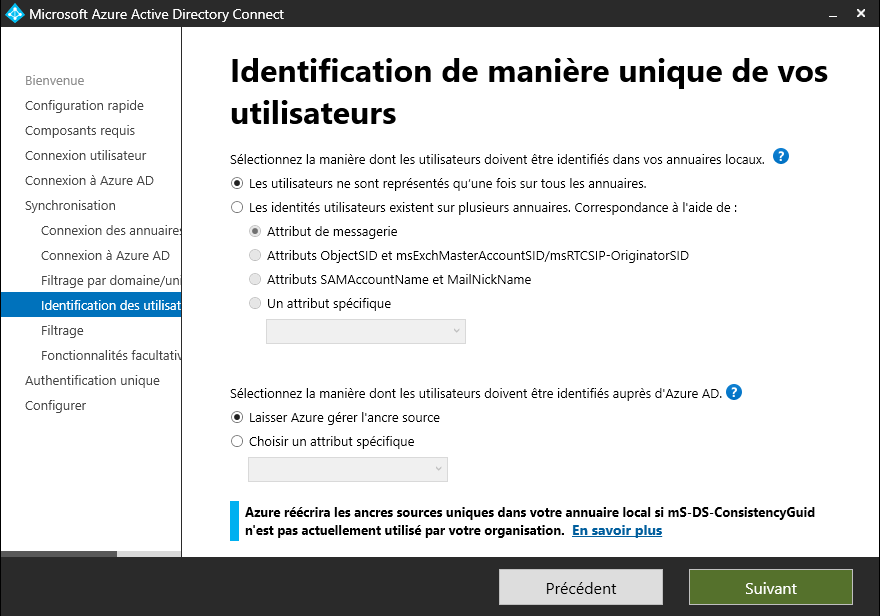 Microsoft Azure Active Directory Connect
Bienvenue
Configuration rapide
Composants requis
Connexion utilisateur
Connexion à Azure AD
Synchronisation
Connexion des annuaires
Connexion à Azure AD
Filtrage par domaine/uni
Identification des utilisat
Filtrage
Fonctionnalités facultativ
Authentification unique
Configurer
Identification de manière unique de vos
utilisateurs
Sélectionnez la manière dont les utilisateurs doivent être identifiés dans vos annuaires locaux. ?
Les utilisateurs ne sont représentés qu'une fois sur tous les annuaires.
Les identités utilisateurs existent sur plusieurs annuaires. Correspondance à l'aide de :
Attribut de messagerie
Attributs ObjectSID et msExchMasterAccountSID/msRTCSIP-OriginatorSID
Attributs SAMAccountName et MailNickName
Un attribut spécifique
Sélectionnez la manière dont les utilisateurs doivent être identifiés auprès d'Azure AD. ?
Laisser Azure gérer l'ancre source
Choisir un attribut spécifique
Azure réécrira les ancres sources uniques dans votre annuaire local si mS-DS-ConsistencyGuid
n'est pas actuellement utilisé par votre organisation. En savoir plus
Précédent
Suivant